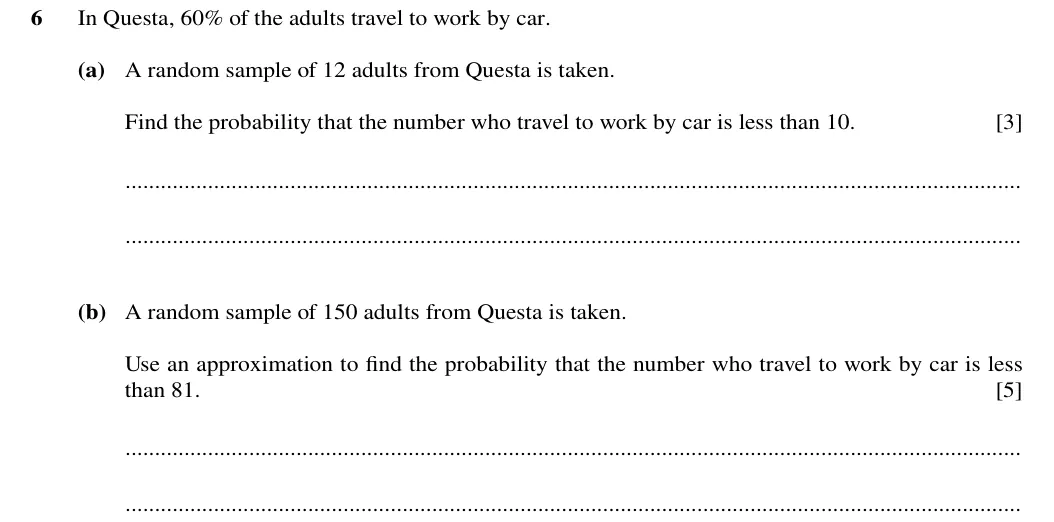 6 In Questa, 60% of the adults travel to work by car.
(a) A random sample of 12 adults from Questa is taken.
Find the probability that the number who travel to work by car is less than 10. [3]
(b) A random sample of 150 adults from Questa is taken.
Use an approximation to find the probability that the number who travel to work by car is less
than 81. [5]